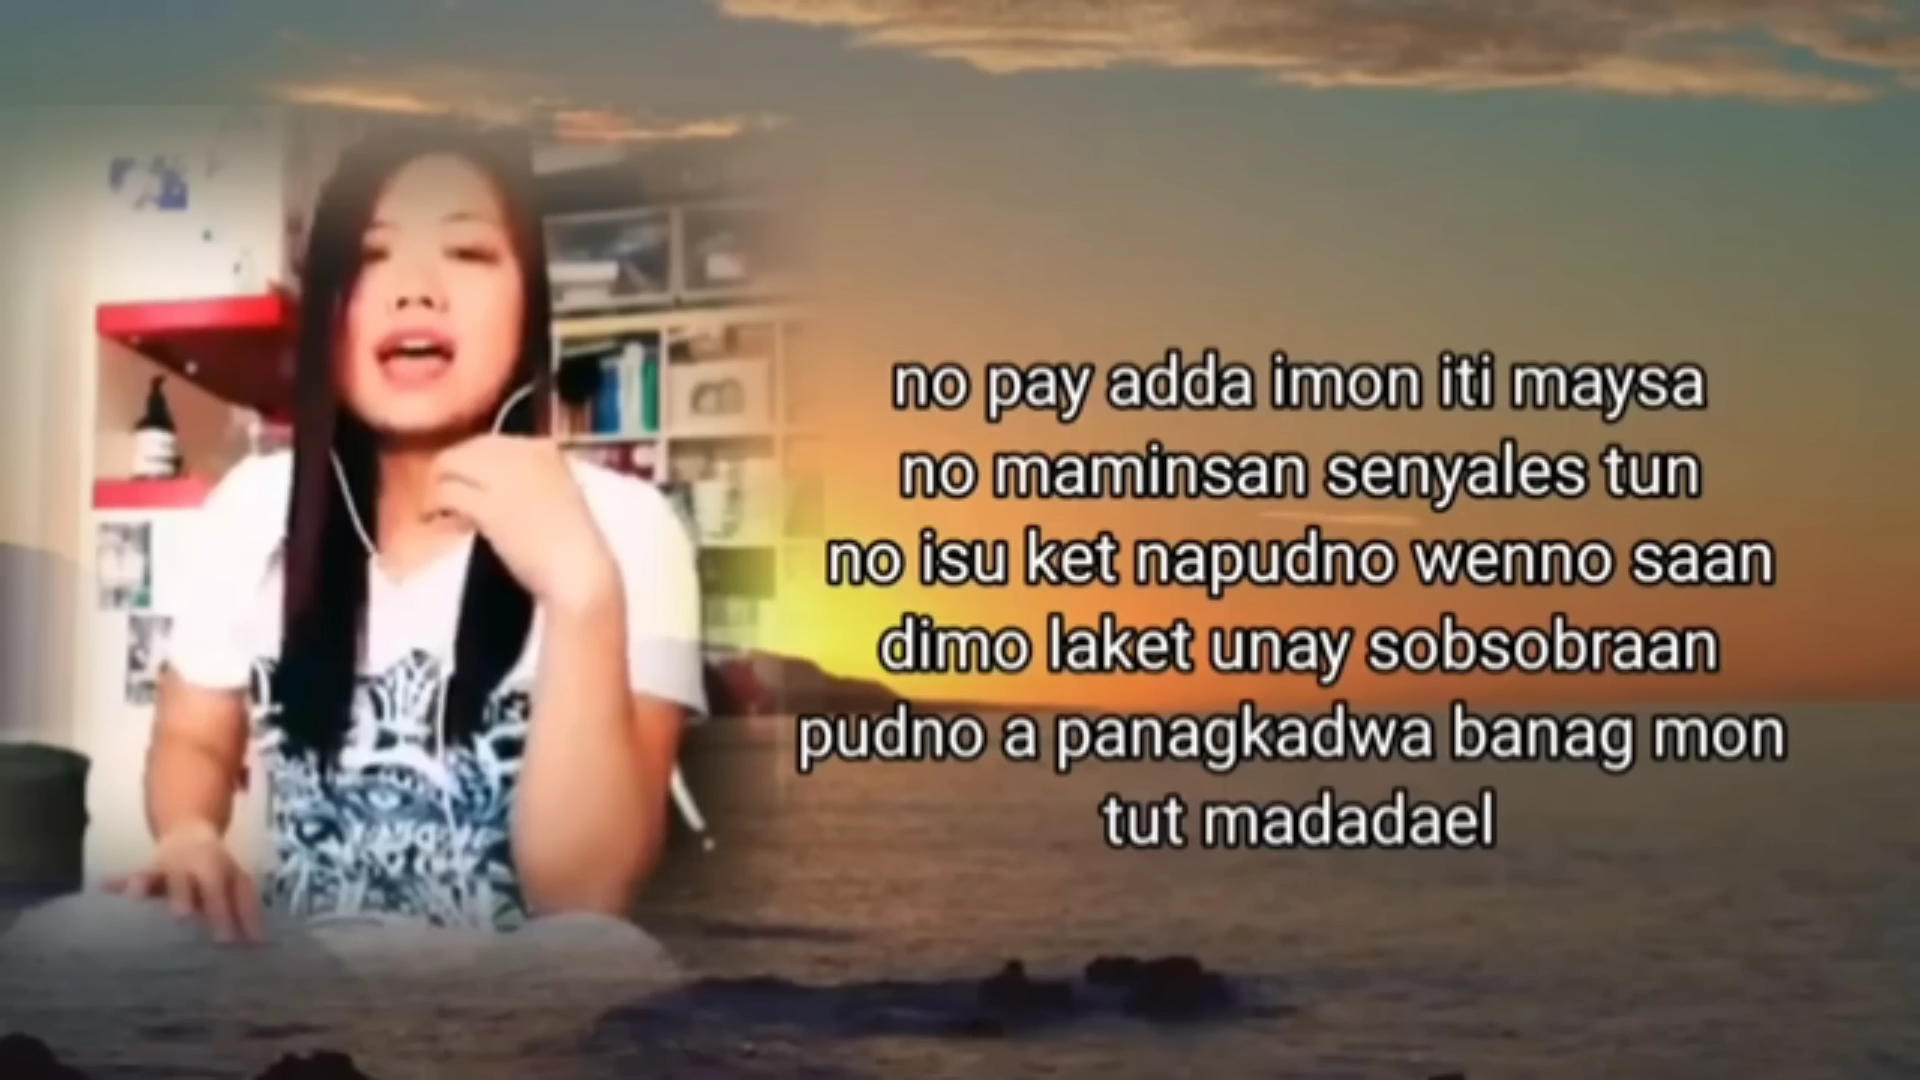 no pay adda imon iti maysa
no maminsan senyales tun
no isu ket napudno wenno saan
dimo laket unay sobsobraan
pudno a panagkadwa banag mon
tut madadael